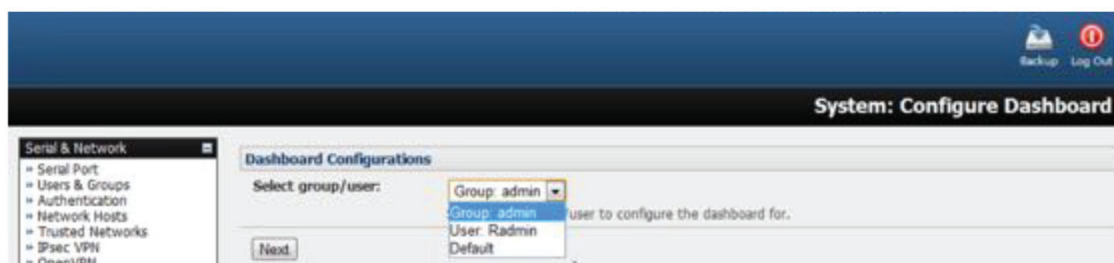 Backup Log Out
System: Configure Dashboard
Serial & Network
» Serial Port
» Users & Groups
» Authentication
» Network Hosts
» Trusted Networks
» IPsec VPN
» OpenVPN
Dashboard Configurations
Select group/user:
Group: admin
Group: admin
/user to configure the dashboard for.
User: Radmin
Default
Next